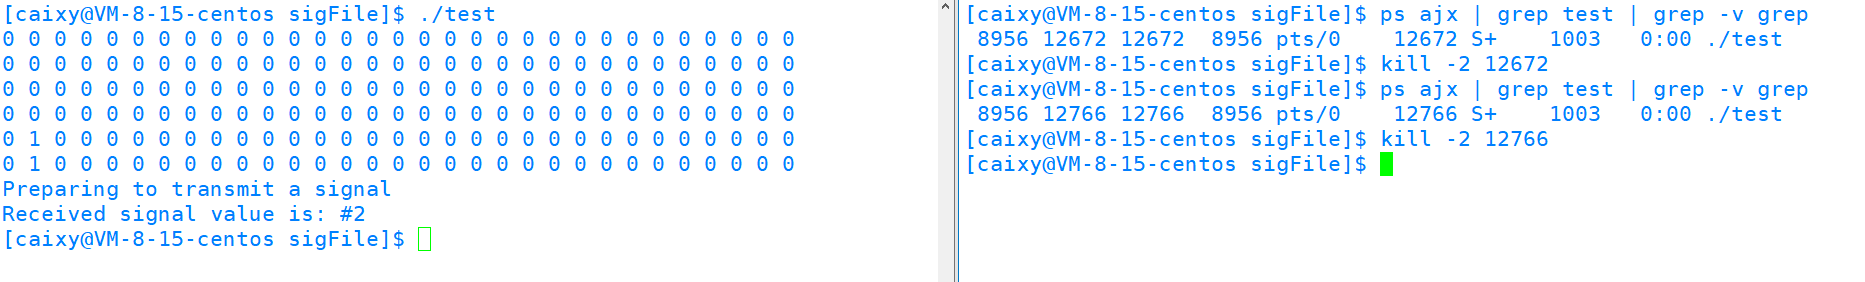 [caixy@VM-8-15-centos sigFile]$ ./test
0 0 0 0 0 0 0 0 0 0 0 0 0 0 0 0 0 0 0 0 0 0 0 0 0 0 0 0 0 0 0
0 0 0 0 0 0 0 0 0 0 0 0 0 0 0 0 0 0 0 0 0 0 0 0 0 0 0 0 0 0 0
0 0 0 0 0 0 0 0 0 0 0 0 0 0 0 0 0 0 0 0 0 0 0 0 0 0 0 0 0 0 0
0 0 0 0 0 0 0 0 0 0 0 0 0 0 0 0 0 0 0 0 0 0 0 0 0 0 0 0 0 0 0
0 1 0 0 0 0 0 0 0 0 0 0 0 0 0 0 0 0 0 0 0 0 0 0 0 0 0 0 0 0 0
0 1 0 0 0 0 0 0 0 0 0 0 0 0 0 0 0 0 0 0 0 0 0 0 0 0 0 0 0 0 0
Preparing to transmit a signal
Received signal value is: #2
[caixy@VM-8-15-centos sigFile]$
[caixy@VM-8-15-centos sigFile]$ ps ajx | grep test | grep -v grep
 8956 12672 12672  8956 pts/0    12672 S+    1003   0:00 ./test
[caixy@VM-8-15-centos sigFile]$ kill -2 12672
[caixy@VM-8-15-centos sigFile]$ ps ajx | grep test | grep -v grep
 8956 12766 12766  8956 pts/0    12766 S+    1003   0:00 ./test
[caixy@VM-8-15-centos sigFile]$ kill -2 12766
[caixy@VM-8-15-centos sigFile]$